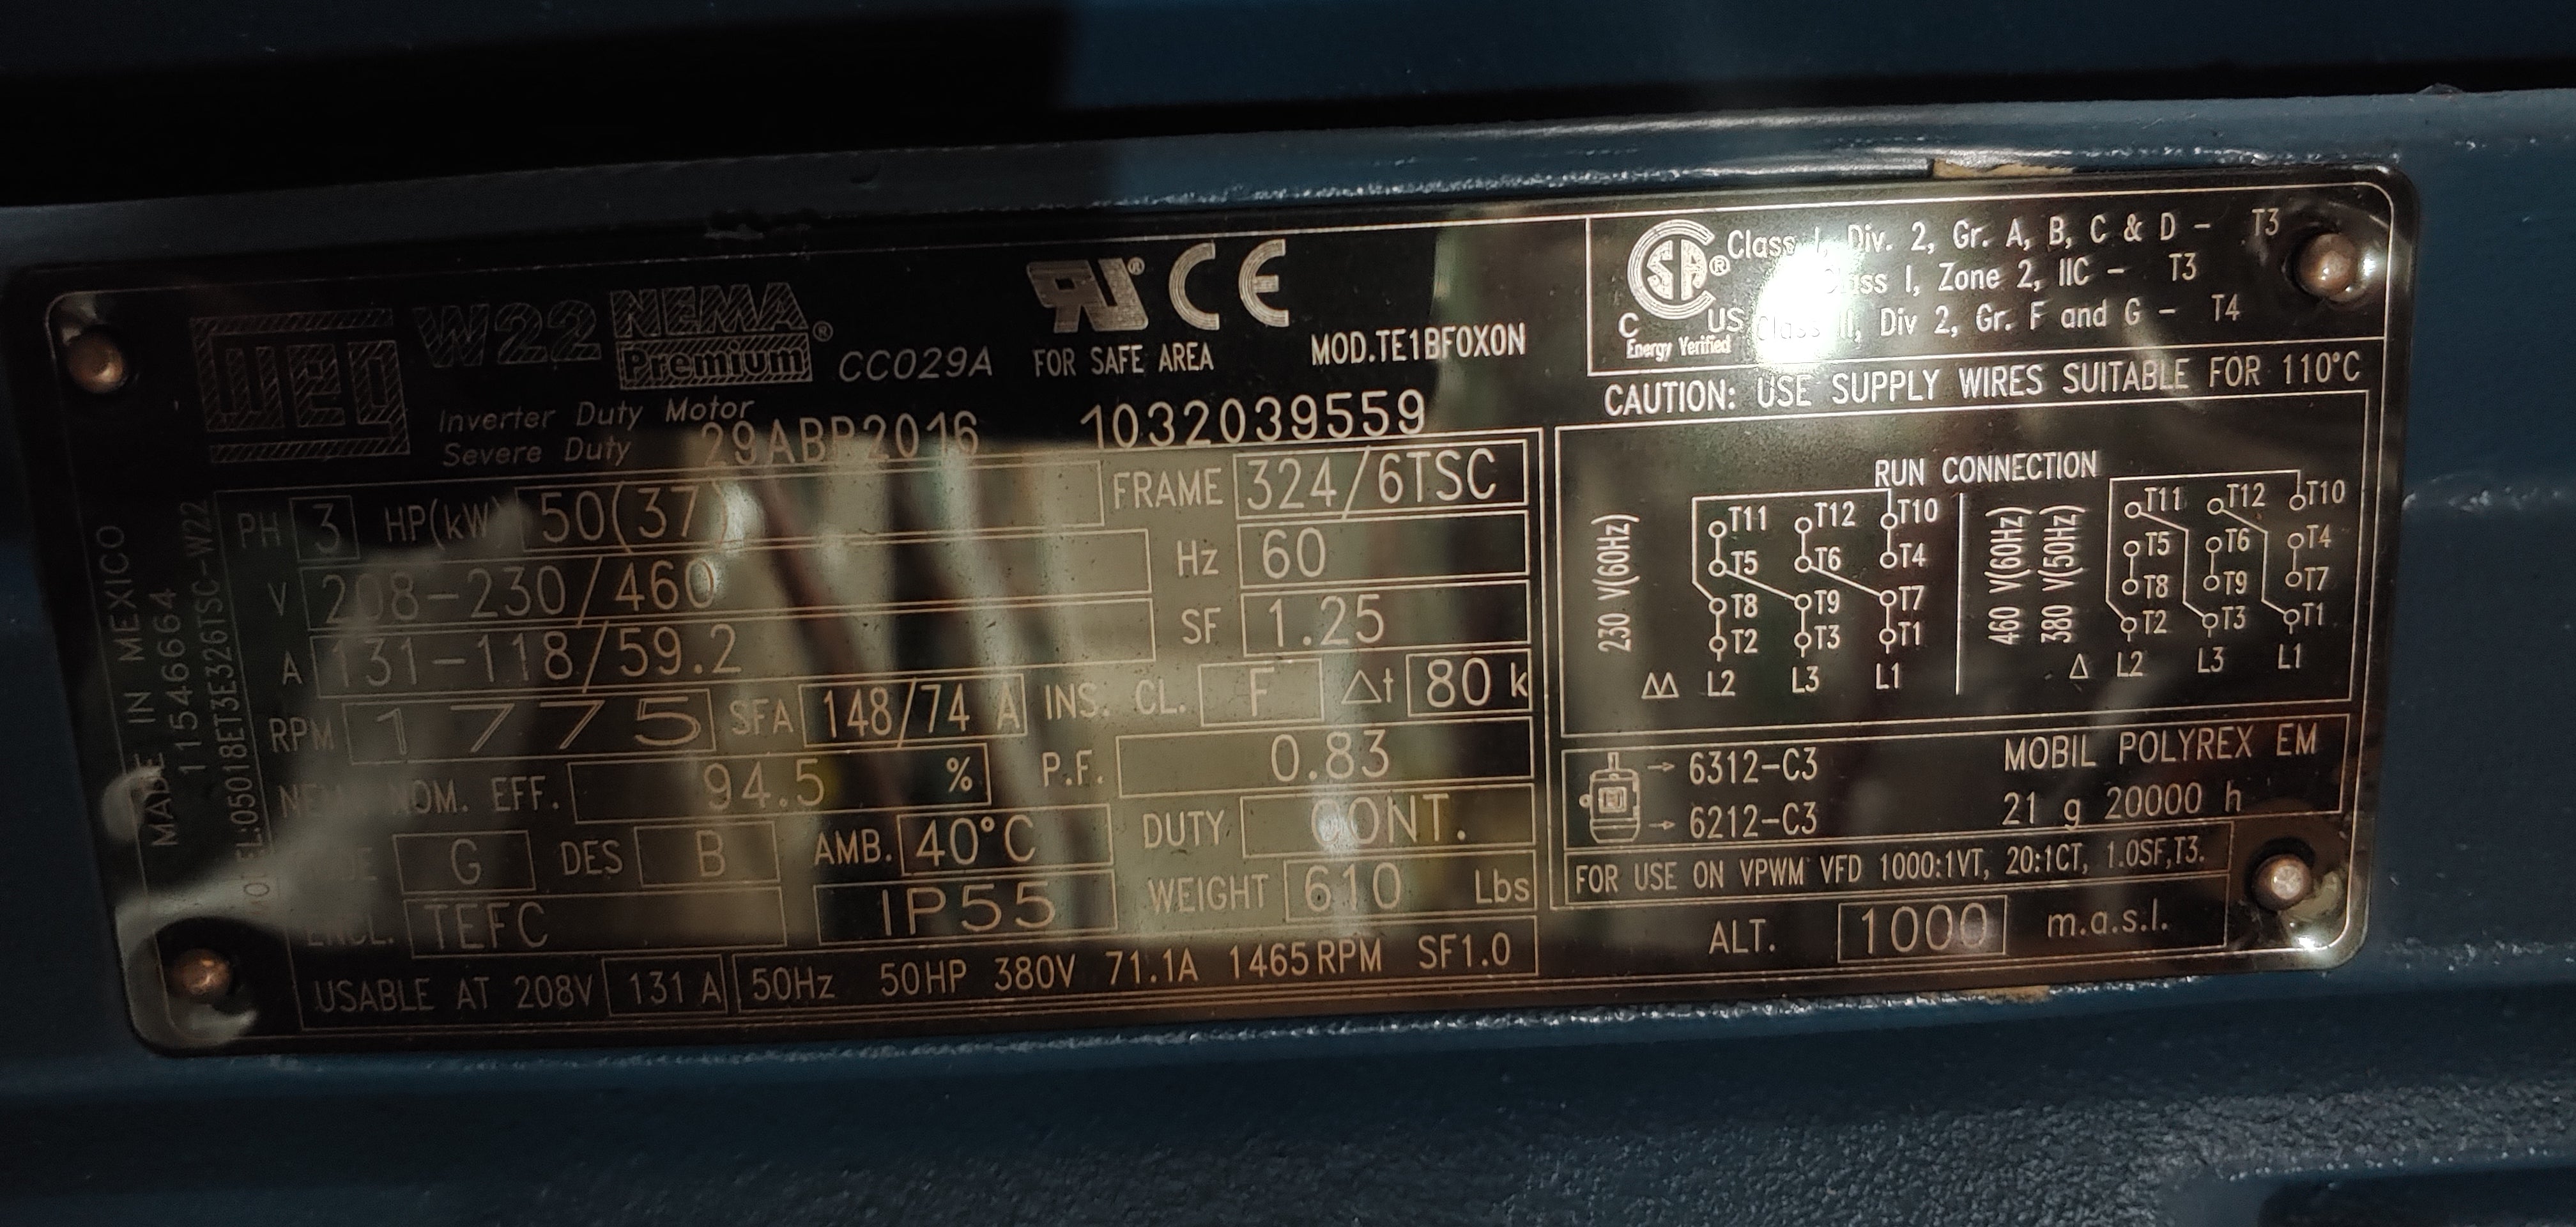 WEG W22 NEMA Premium® CC029A
Inverter Duty Motor
Severe Duty
29ABR2016 1032039559
UR® CE
FOR SAFE AREA MOD.TE1BF0X0N
MADE IN MEXICO
11546664
MODEL:05018ET3E326TSC-W22
PH 3 HP(kW) 50(37) FRAME 324/6TSC
V 208-230/460 Hz 60
A 131-118/59.2 SF 1.25
RPM 1775 SFA 148/74 A INS. CL. F Δt 80 k
NOM. EFF. 94.5 % P.F. 0.83
G DES B AMB. 40°C DUTY CONT.
ENCL. TEFC IP55 WEIGHT 610 Lbs
USABLE AT 208V 131 A 50Hz 50HP 380V 71.1A 1465RPM SF1.0
CSA® C US Energy Verified
Class I, Div. 2, Gr. A, B, C & D - T3
Class I, Zone 2, IIC - T3
Class II, Div 2, Gr. F and G - T4
CAUTION: USE SUPPLY WIRES SUITABLE FOR 110°C
RUN CONNECTION
230 V(60Hz)
T11 T12 T10
T5 T6 T4
T8 T9 T7
T2 T3 T1
ΔΔ L2 L3 L1
460 V(60Hz)
380 V(50Hz)
T11 T12 T10
T5 T6 T4
T8 T9 T7
T2 T3 T1
Δ L2 L3 L1
6312-C3 MOBIL POLYREX EM
6212-C3 21 g 20000 h
FOR USE ON VPWM VFD 1000:1VT, 20:1CT, 1.0SF,T3.
ALT. 1000 m.a.s.l.